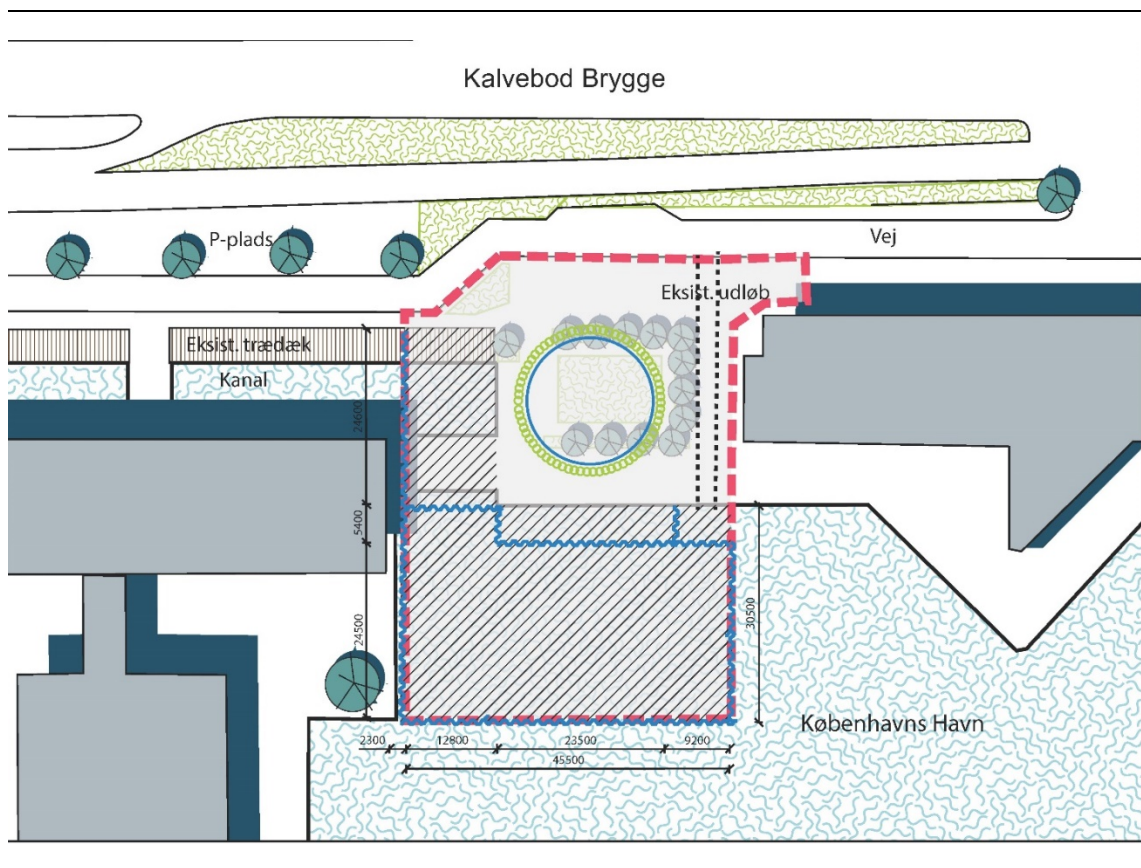 Kalvebod Brygge
P-plads
Vej
Eksist. udløb
Eksist. trædæk
Kanal
24600
5400
24500
30500
Københavns Havn
2300
12800
23500
9200
45500